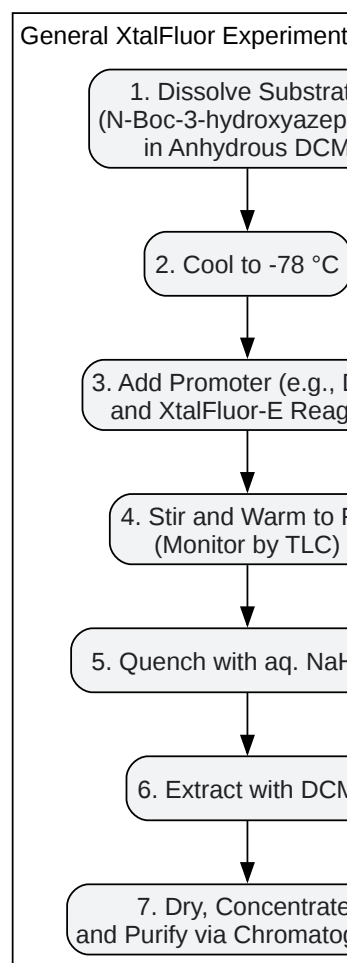 General XtalFluor Experiment
1. Dissolve Substrat
(N-Boc-3-hydroxyazep
in Anhydrous DCM
2. Cool to -78 °C
3. Add Promoter (e.g., D
and XtalFluor-E Reag
4. Stir and Warm to R
(Monitor by TLC)
5. Quench with aq. NaH
6. Extract with DCM
7. Dry, Concentrate
and Purify via Chromatog